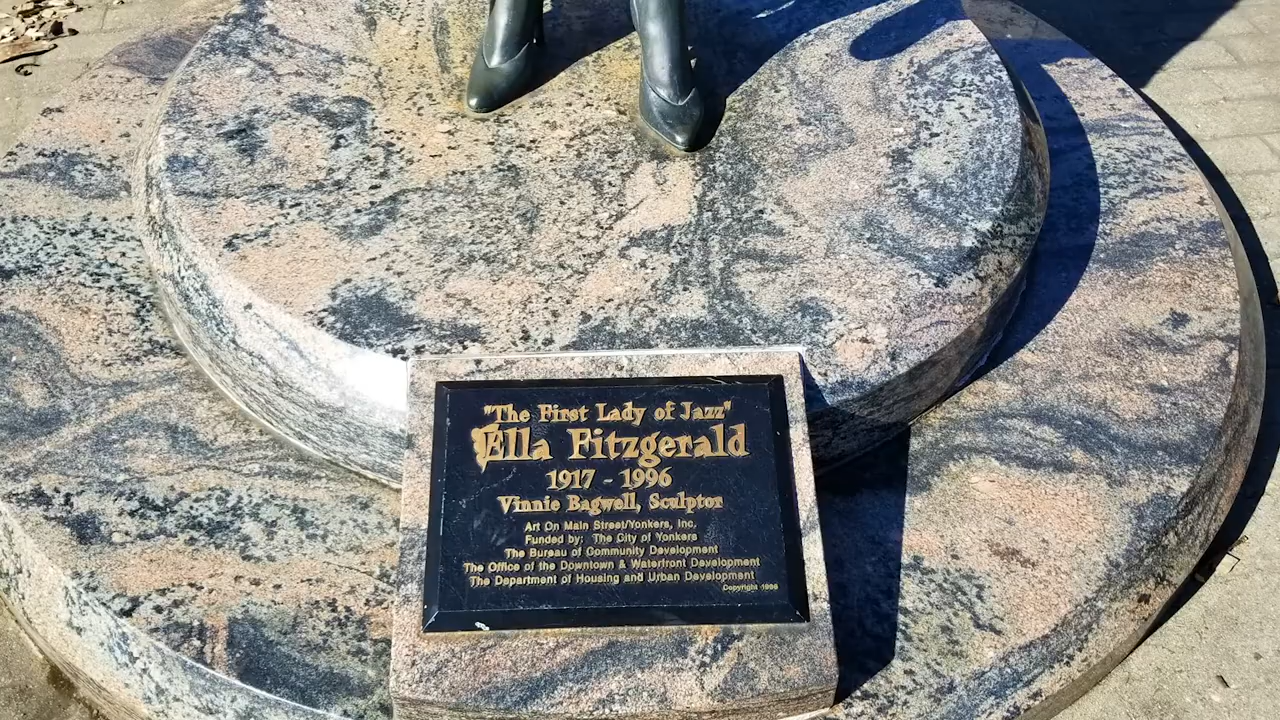 "The First Lady of Jazz"
Ella Fitzgerald
1917 - 1996
Vinnie Bagwell, Sculptor
Art On Main Street/Yonkers, Inc.
Funded by: The City of Yonkers
The Bureau of Community Development
The Office of the Downtown & Waterfront Development
The Department of Housing and Urban Development
Copyright 1996